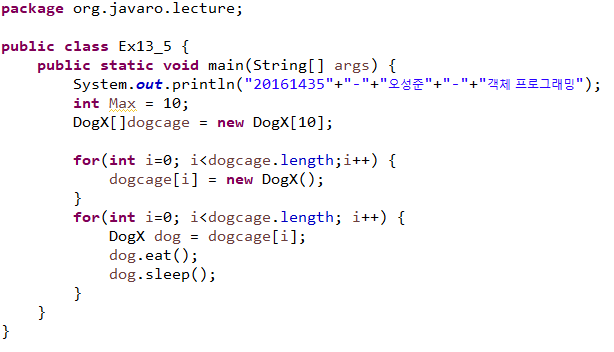 package org.javaro.lecture;
public class Ex13_5 {
public static void main(String[] args) {
System.out.println("20161435"+"-"+"오성준"+"-"+"객체 프로그래밍");
int Max = 10;
DogX[]dogcage = new DogX[10];
for(int i=0; i<dogcage.length;i++) {
dogcage[i] = new DogX();
}
for(int i=0; i<dogcage.length; i++) {
DogX dog = dogcage[i];
dog.eat();
dog.sleep();
}
}
}